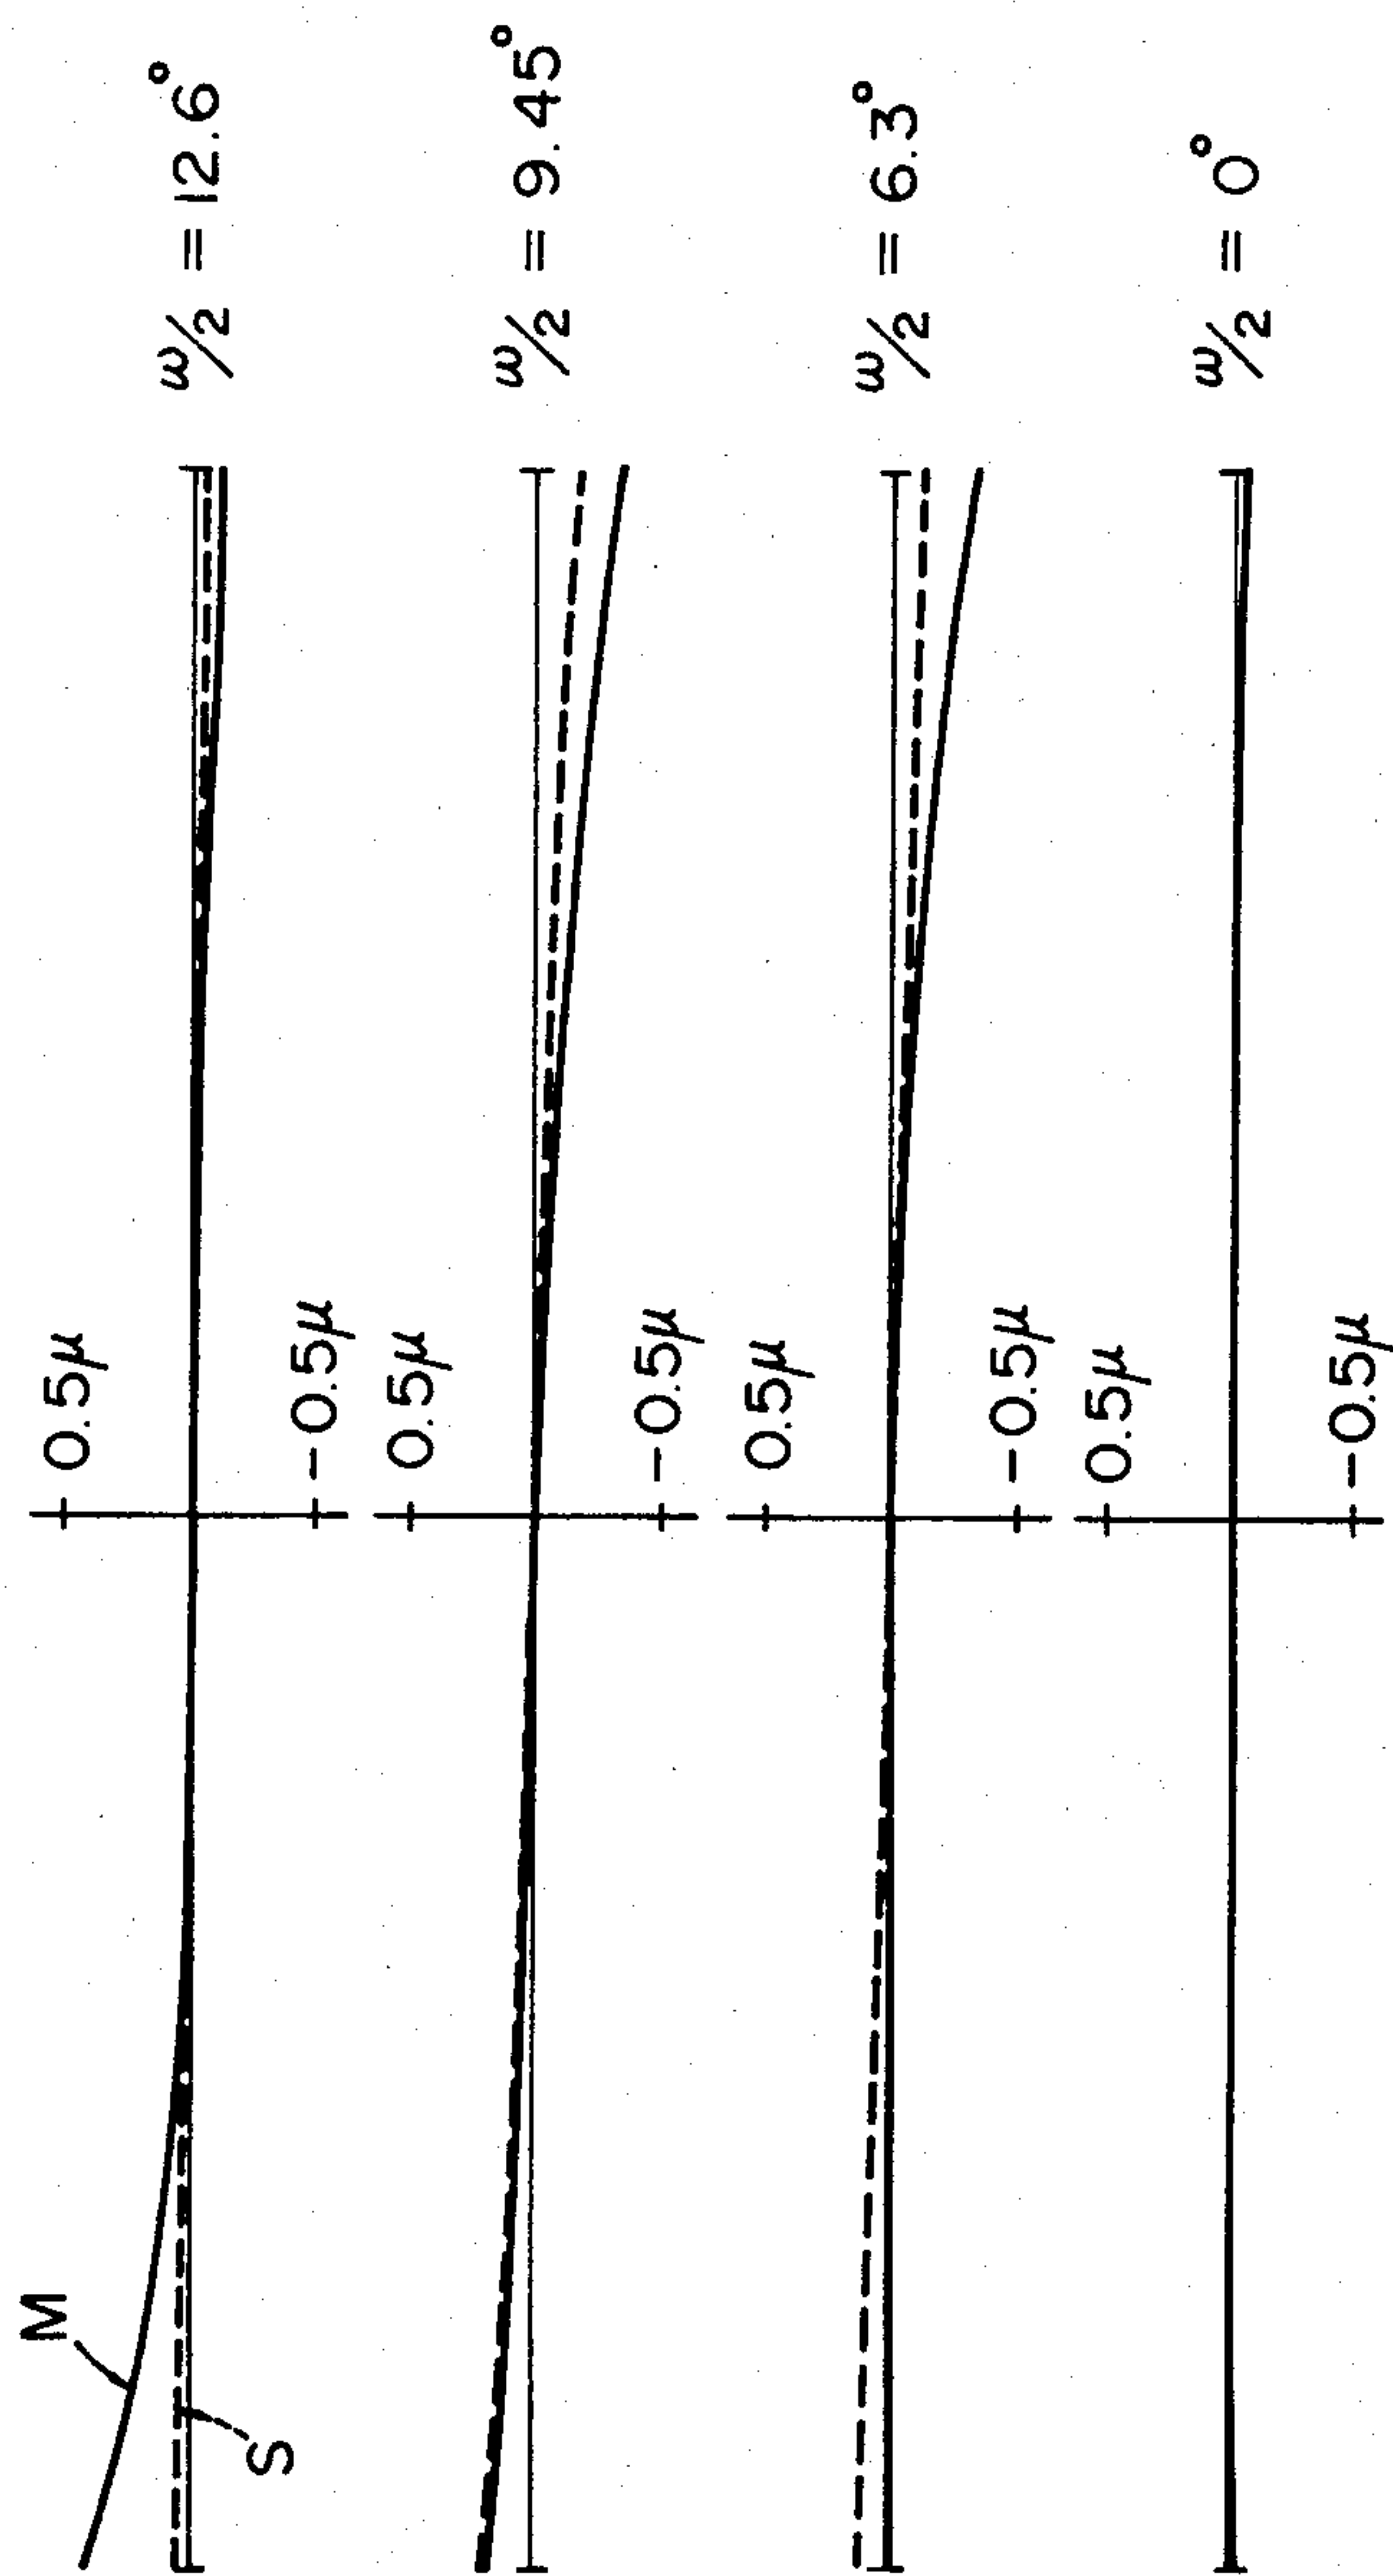 M
S
0.5μ
-0.5μ
ω/2 = 12.6°
0.5μ
-0.5μ
ω/2 = 9.45°
0.5μ
-0.5μ
ω/2 = 6.3°
0.5μ
-0.5μ
ω/2 = 0°